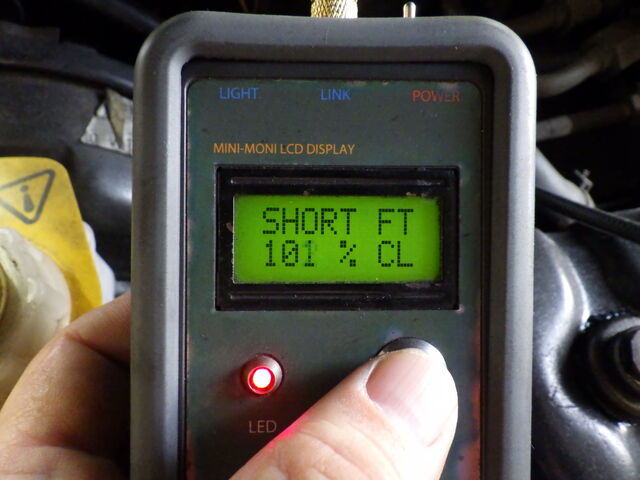 LIGHT LINK POWER
MINI-MONI LCD DISPLAY
SHORT FT
101 % CL
LED